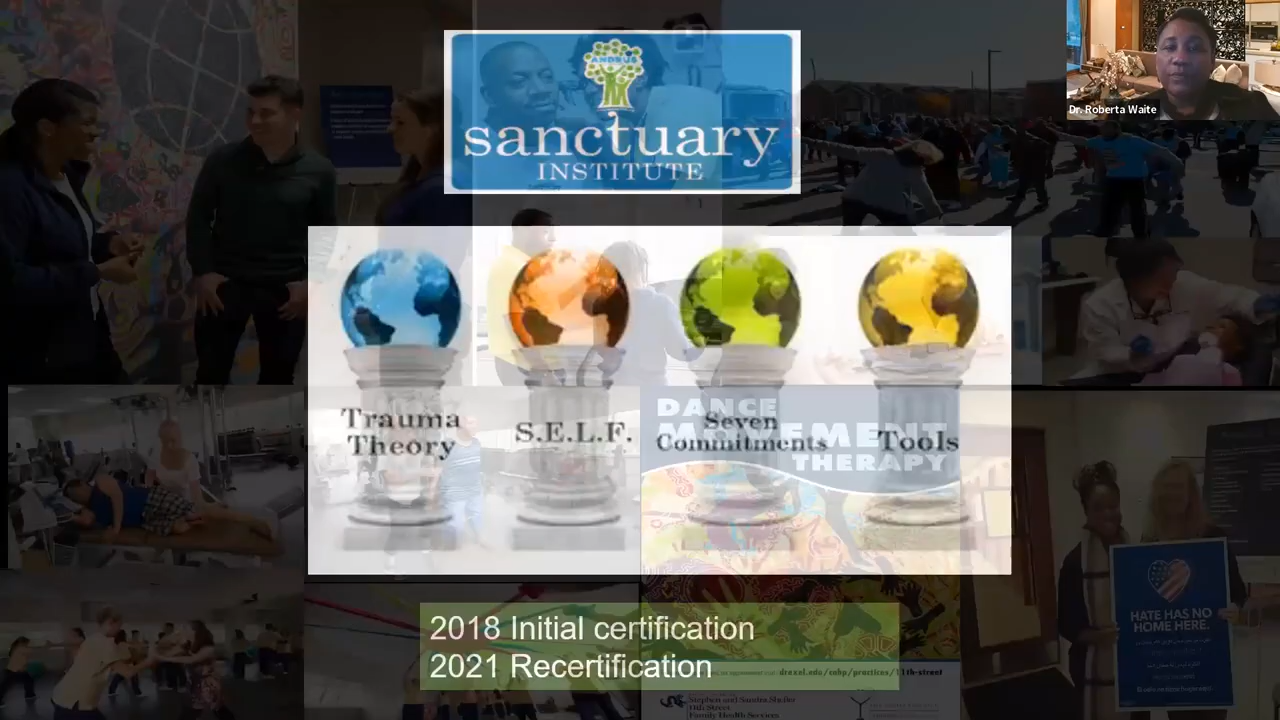 ANDRUS
sanctuary
INSTITUTE
Dr. Roberta Waite
Trauma
Theory
S.E.L.F.
Seven
Commitments
Tools
DANCE
MOVEMENT
THERAPY
HATE HAS NO
HOME HERE.
2018 Initial certification
2021 Recertification
drexel.edu/cnhp/practices/11th-street
Stephen and Sandra Sheller
11th Street
Family Health Services